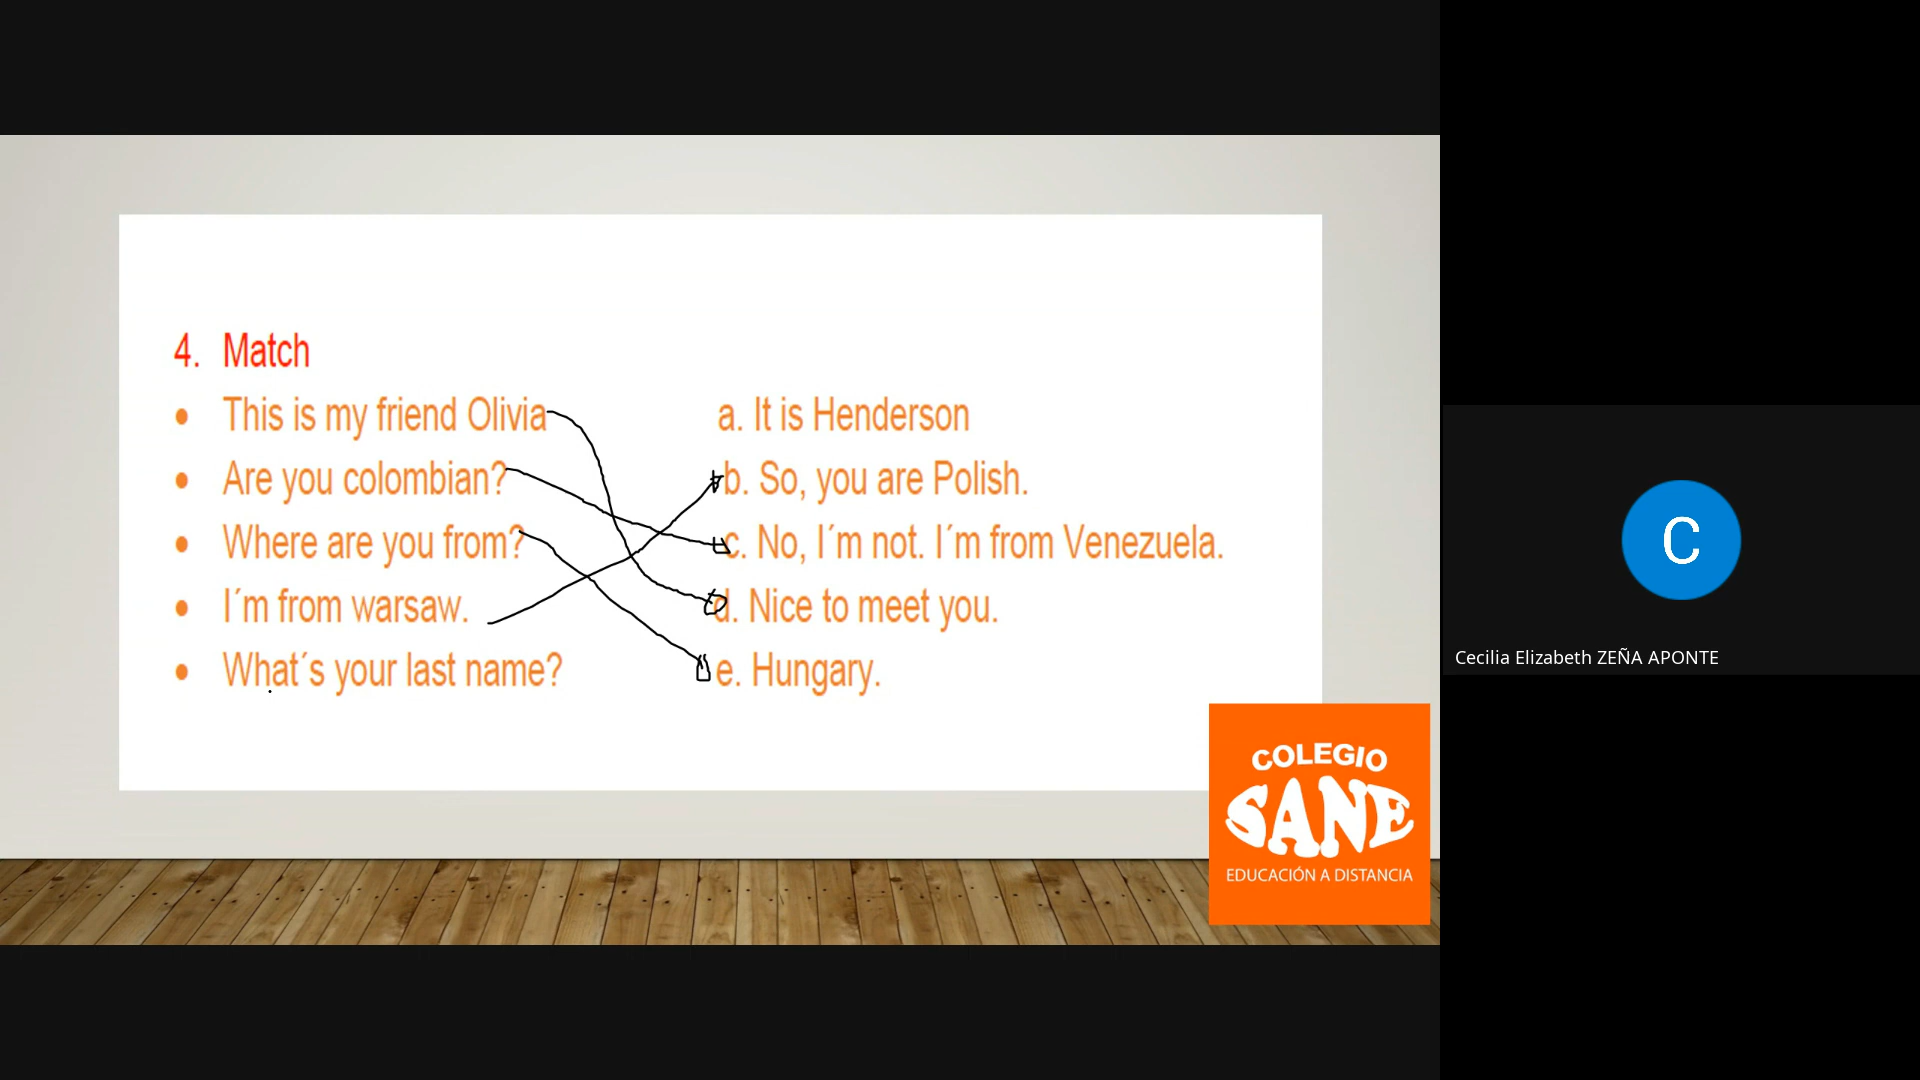 4. Match
• This is my friend Olivia a. It is Henderson
• Are you colombian? b. So, you are Polish.
• Where are you from? c. No, I´m not. I´m from Venezuela.
• I´m from warsaw. d. Nice to meet you.
• What´s your last name? e. Hungary.
COLEGIO
SANE
EDUCACIÓN A DISTANCIA
C
Cecilia Elizabeth ZEÑA APONTE